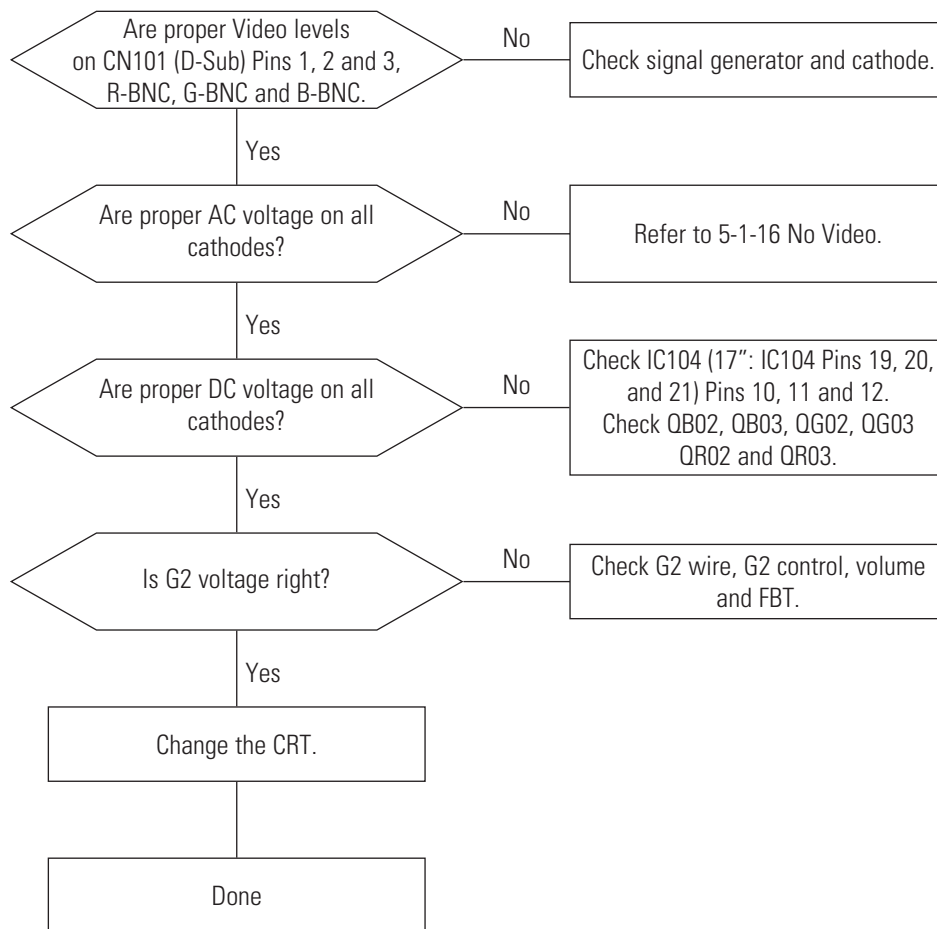 Are proper Video levels
on CN101 (D-Sub) Pins 1, 2 and 3,
R-BNC, G-BNC and B-BNC.
No
Check signal generator and cathode.
Yes
Are proper AC voltage on all
cathodes?
No
Refer to 5-1-16 No Video.
Yes
Are proper DC voltage on all
cathodes?
No
Check IC104 (17”: IC104 Pins 19, 20,
and 21) Pins 10, 11 and 12.
Check QB02, QB03, QG02, QG03
QR02 and QR03.
Yes
Is G2 voltage right?
No
Check G2 wire, G2 control, volume
and FBT.
Yes
Change the CRT.
Done